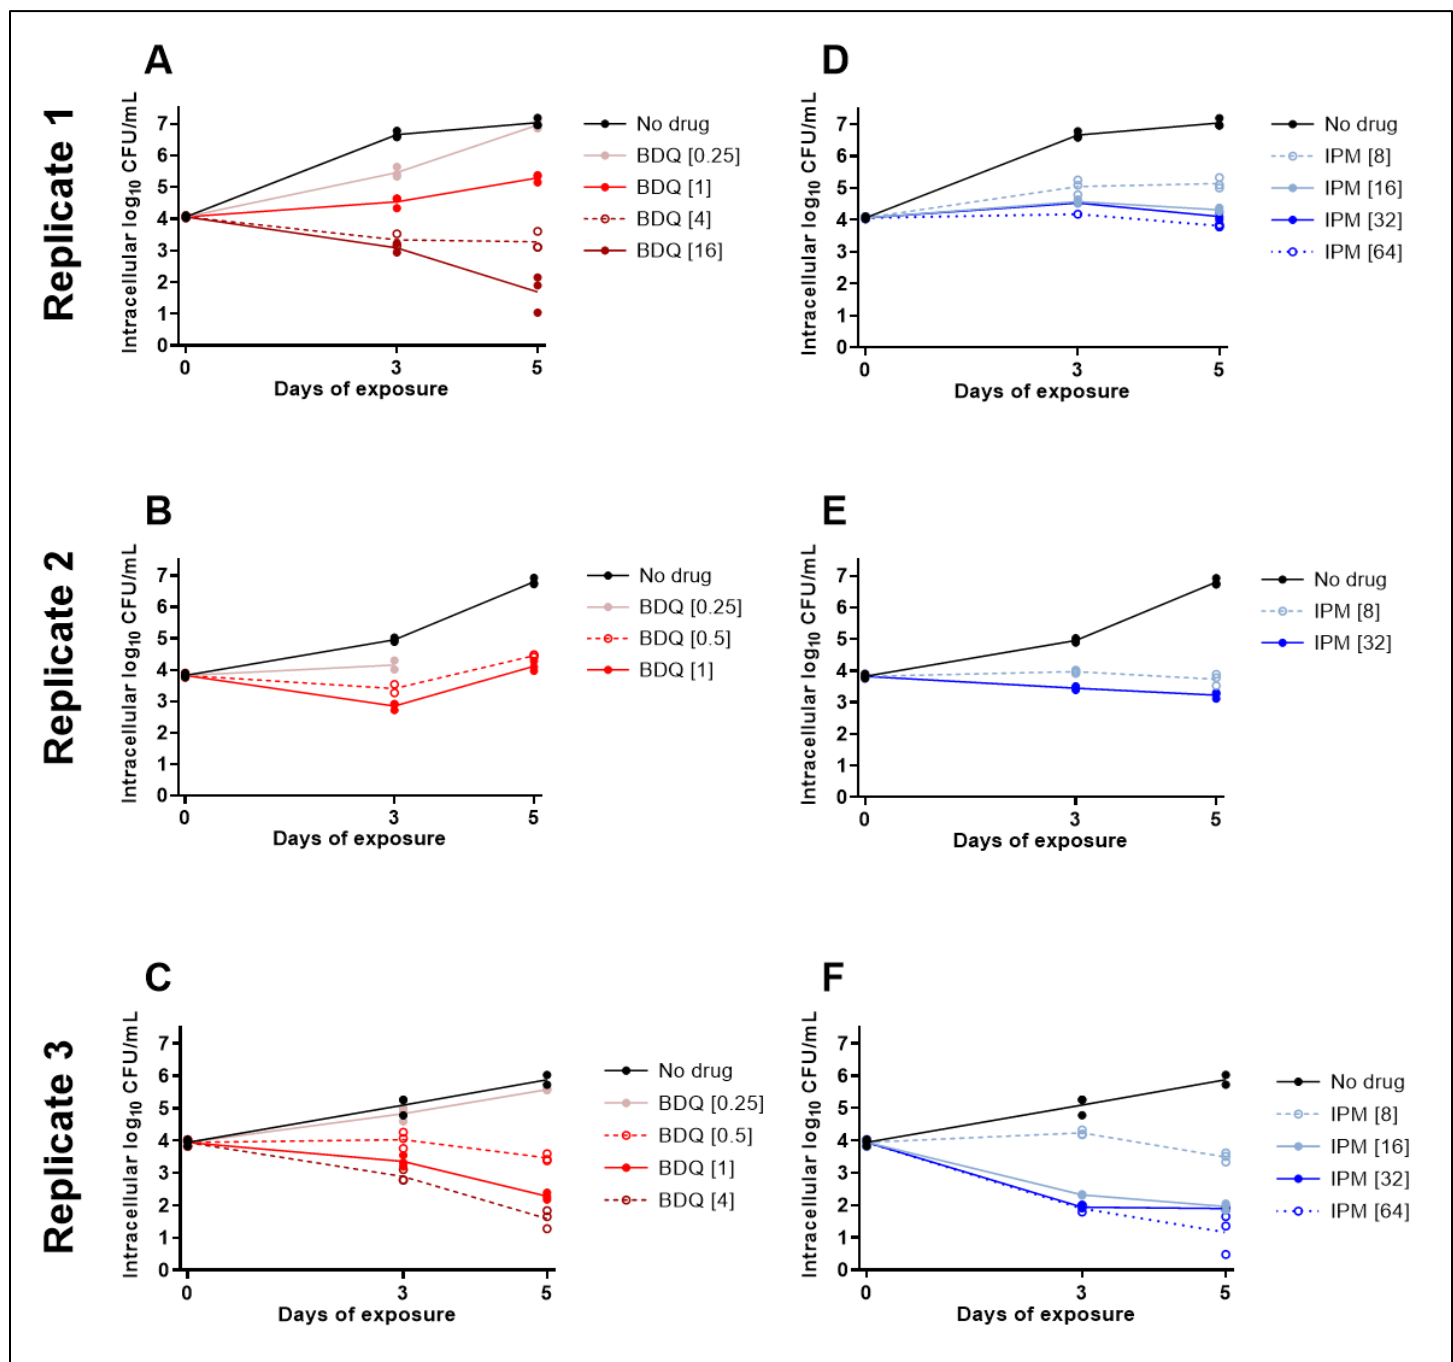 Replicate 1
A
Intracellular log10 CFU/mL
7
6
5
4
3
2
1
0
0
3
5
Days of exposure
No drug
BDQ [0.25]
BDQ [1]
BDQ [4]
BDQ [16]
D
Intracellular log10 CFU/mL
7
6
5
4
3
2
1
0
0
3
5
Days of exposure
No drug
IPM [8]
IPM [16]
IPM [32]
IPM [64]
Replicate 2
B
Intracellular log10 CFU/mL
7
6
5
4
3
2
1
0
0
3
5
Days of exposure
No drug
BDQ [0.25]
BDQ [0.5]
BDQ [1]
E
Intracellular log10 CFU/mL
7
6
5
4
3
2
1
0
0
3
5
Days of exposure
No drug
IPM [8]
IPM [32]
Replicate 3
C
Intracellular log10 CFU/mL
7
6
5
4
3
2
1
0
0
3
5
Days of exposure
No drug
BDQ [0.25]
BDQ [0.5]
BDQ [1]
BDQ [4]
F
Intracellular log10 CFU/mL
7
6
5
4
3
2
1
0
0
3
5
Days of exposure
No drug
IPM [8]
IPM [16]
IPM [32]
IPM [64]